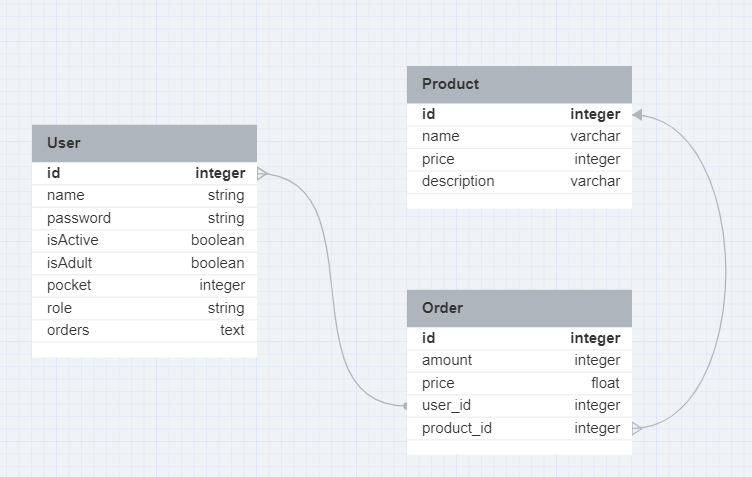 User
id integer
name string
password string
isActive boolean
isAdult boolean
pocket integer
role string
orders text
Product
id integer
name varchar
price integer
description varchar
Order
id integer
amount integer
price float
user_id integer
product_id integer